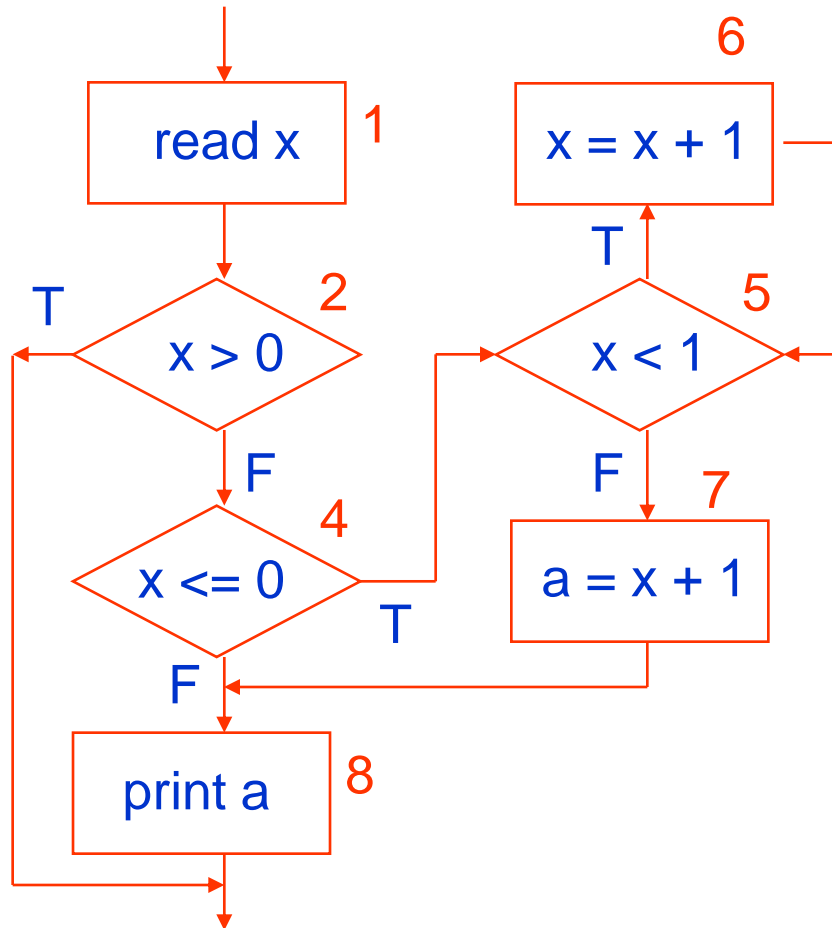 6
read x
1
x = x + 1
T
2
5
T
x > 0
x < 1
F
F
7
4
x <= 0
a = x + 1
T
F
print a
8